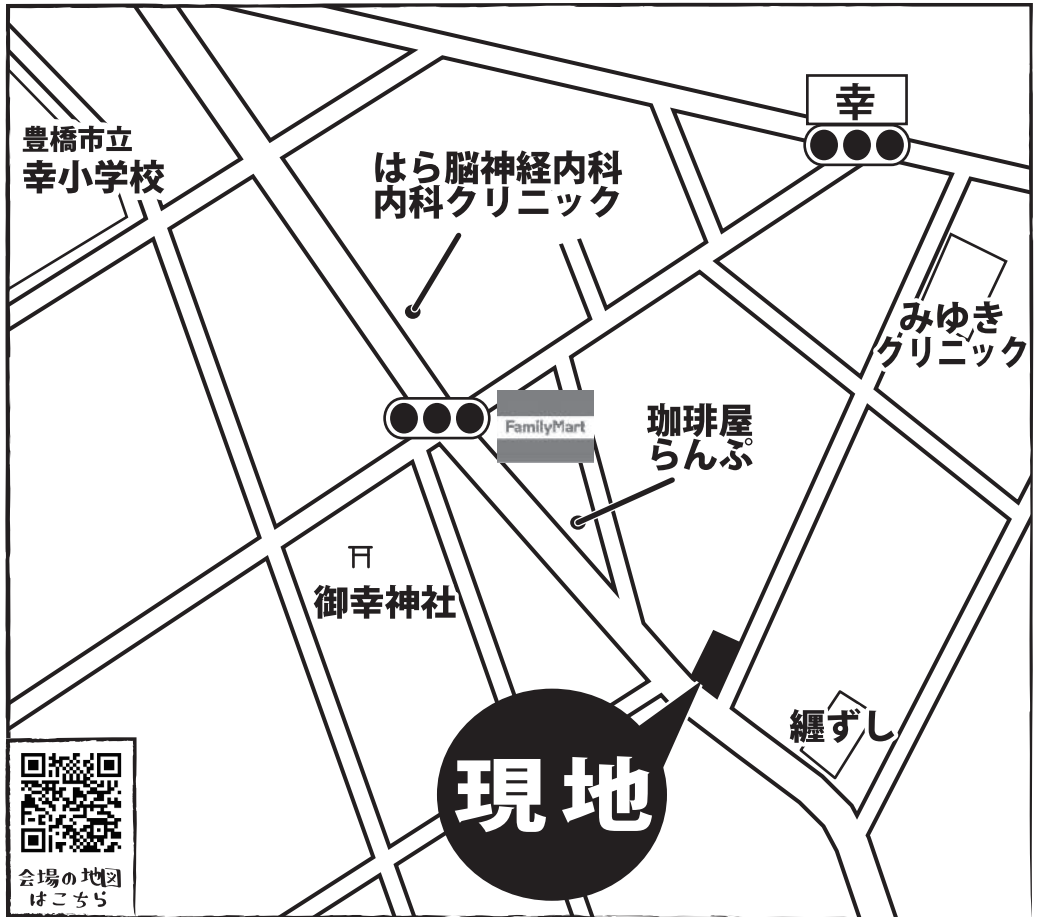 幸
豊橋市立
幸小学校
はら脳神経内科
内科クリニック
みゆき
クリニック
FamilyMart
珈琲屋
らんぷ
御幸神社
纏ずし
現地
会場の地図
はこちら